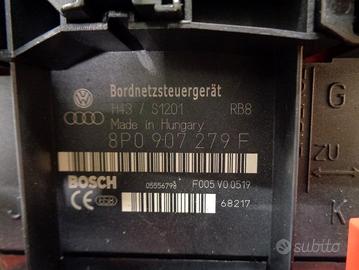 Bordnetzsteuergerät
H43 / S1201 RB8
Made in Hungary
8P0 907 279 F
BOSCH
05556798 F005 V0 0519
68217
G
ZU
K
subito